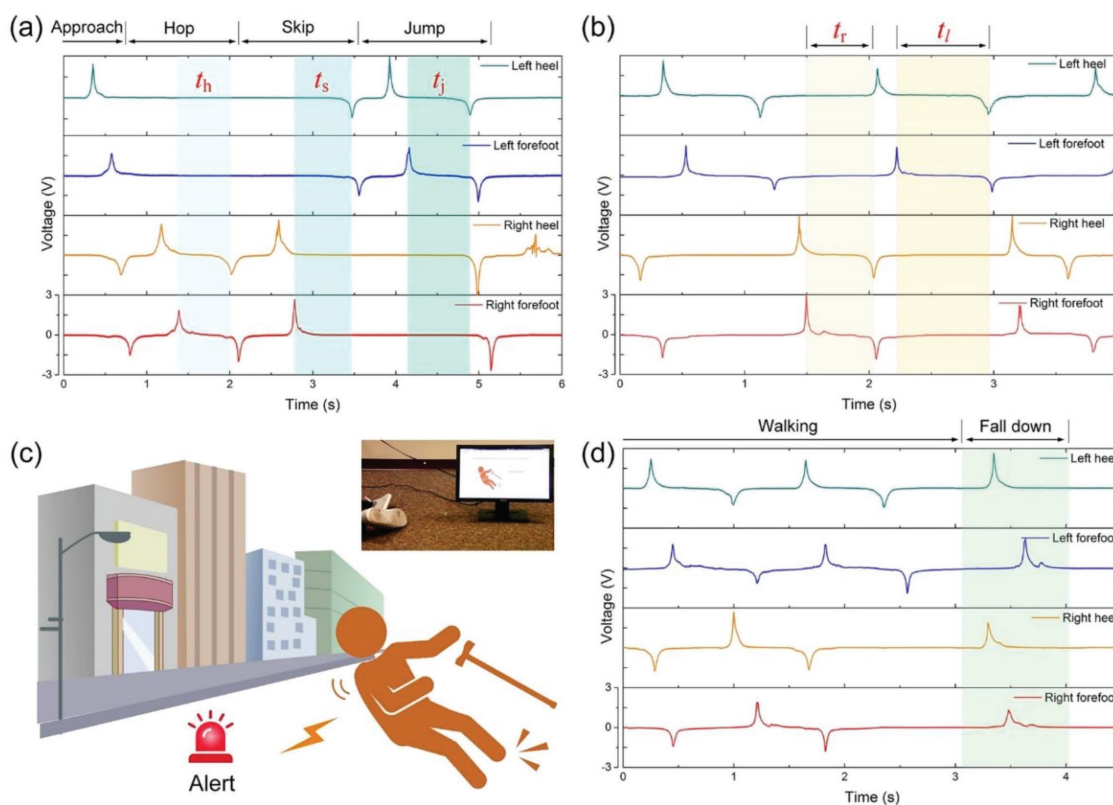 (a)
Approach Hop Skip Jump
th ts tj
Left heel
Left forefoot
Right heel
Right forefoot
Voltage (V)
3
0
-3
0 1 2 3 4 5 6
Time (s)
(b)
tr tl
Left heel
Left forefoot
Right heel
Right forefoot
Voltage (V)
3
0
-3
0 1 2 3
Time (s)
(c)
Alert
(d)
Walking Fall down
Left heel
Left forefoot
Right heel
Right forefoot
Voltage (V)
3
0
-3
0 1 2 3 4
Time (s)